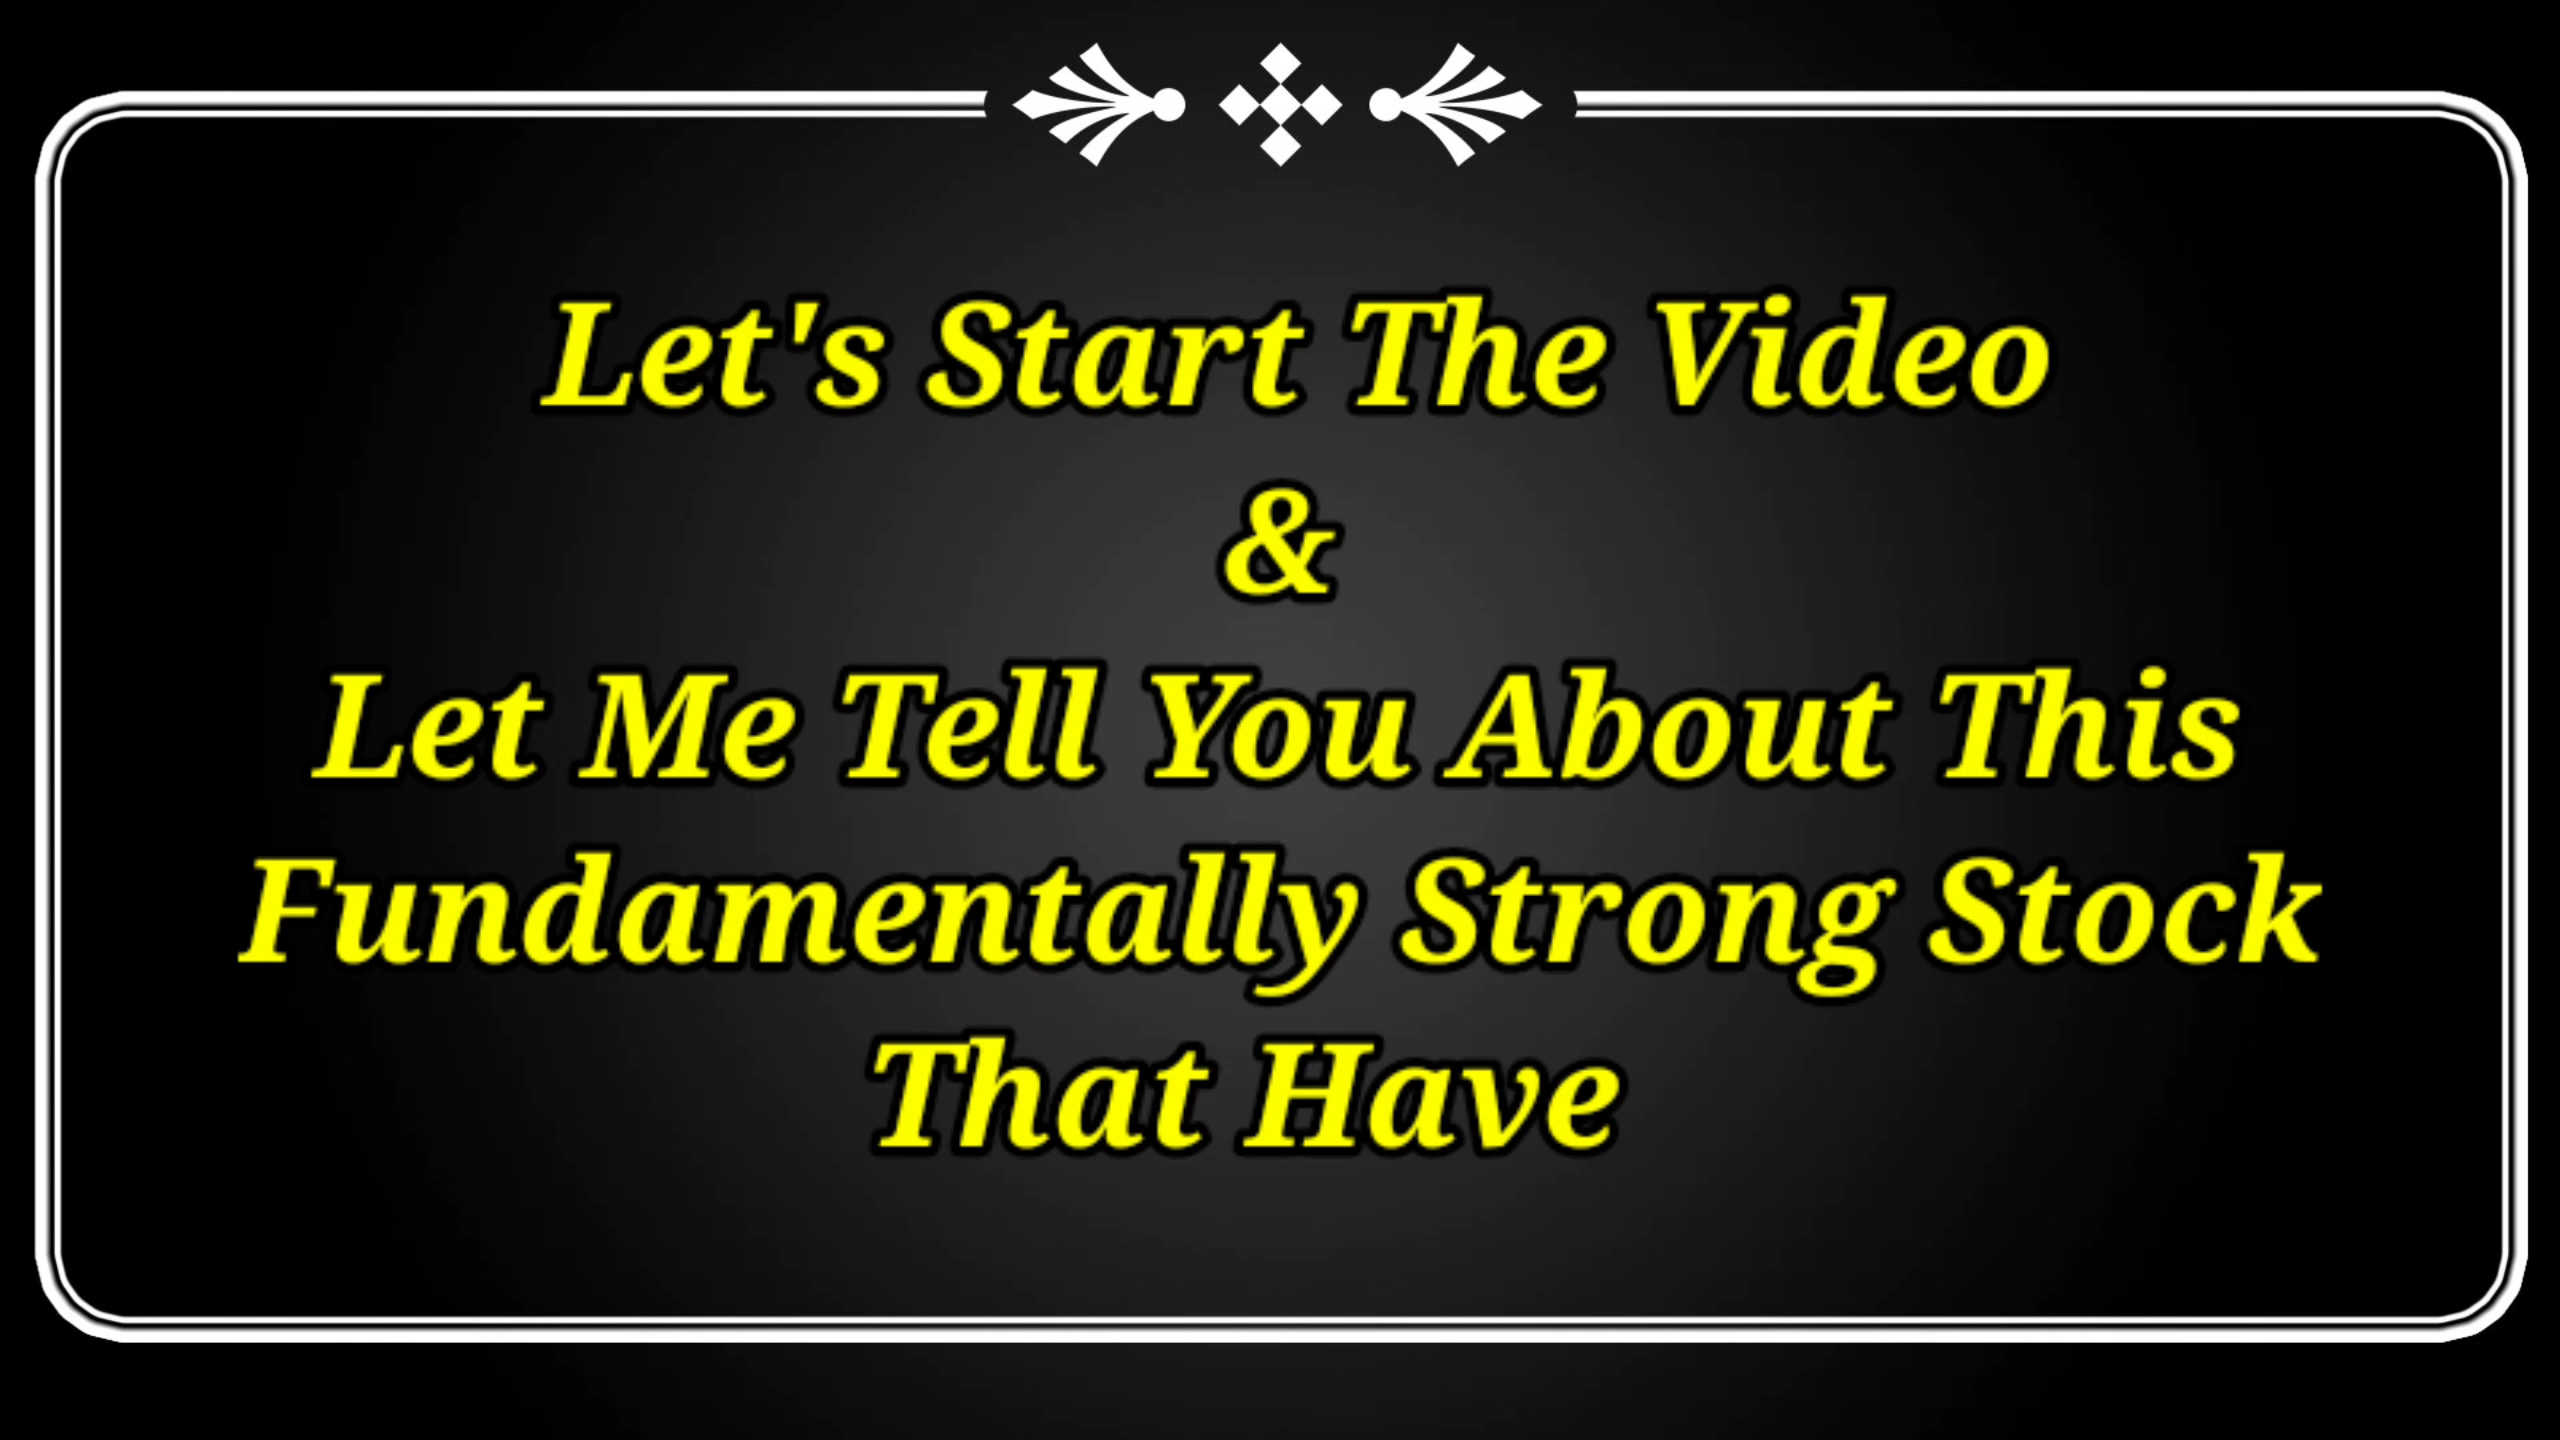 Let's Start The Video
&
Let Me Tell You About This
Fundamentally Strong Stock
That Have